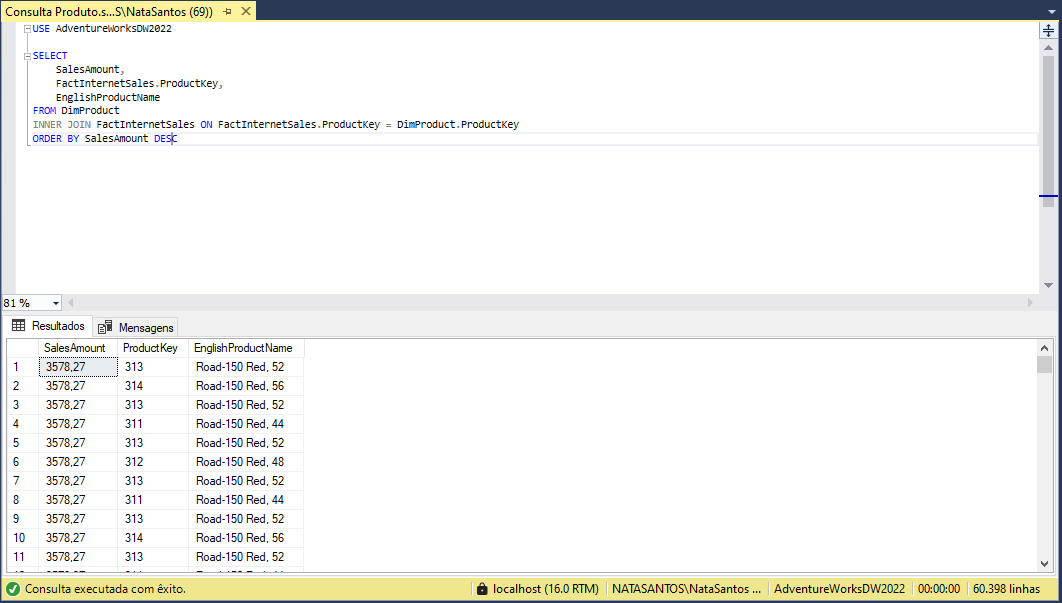 Consulta Produto.s...S\NataSantos (69))
USE AdventureWorksDW2022
SELECT
SalesAmount,
FactInternetSales.ProductKey,
EnglishProductName
FROM DimProduct
INNER JOIN FactInternetSales ON FactInternetSales.ProductKey = DimProduct.ProductKey
ORDER BY SalesAmount DESC
81 %
Resultados Mensagens
SalesAmount ProductKey EnglishProductName
1 3578,27 313 Road-150 Red, 52
2 3578,27 314 Road-150 Red, 56
3 3578,27 313 Road-150 Red, 52
4 3578,27 311 Road-150 Red, 44
5 3578,27 313 Road-150 Red, 52
6 3578,27 312 Road-150 Red, 48
7 3578,27 313 Road-150 Red, 52
8 3578,27 311 Road-150 Red, 44
9 3578,27 313 Road-150 Red, 52
10 3578,27 314 Road-150 Red, 56
11 3578,27 313 Road-150 Red, 52
Consulta executada com êxito. localhost (16.0 RTM) NATASANTOS\NataSantos ... AdventureWorksDW2022 00:00:00 60.398 linhas